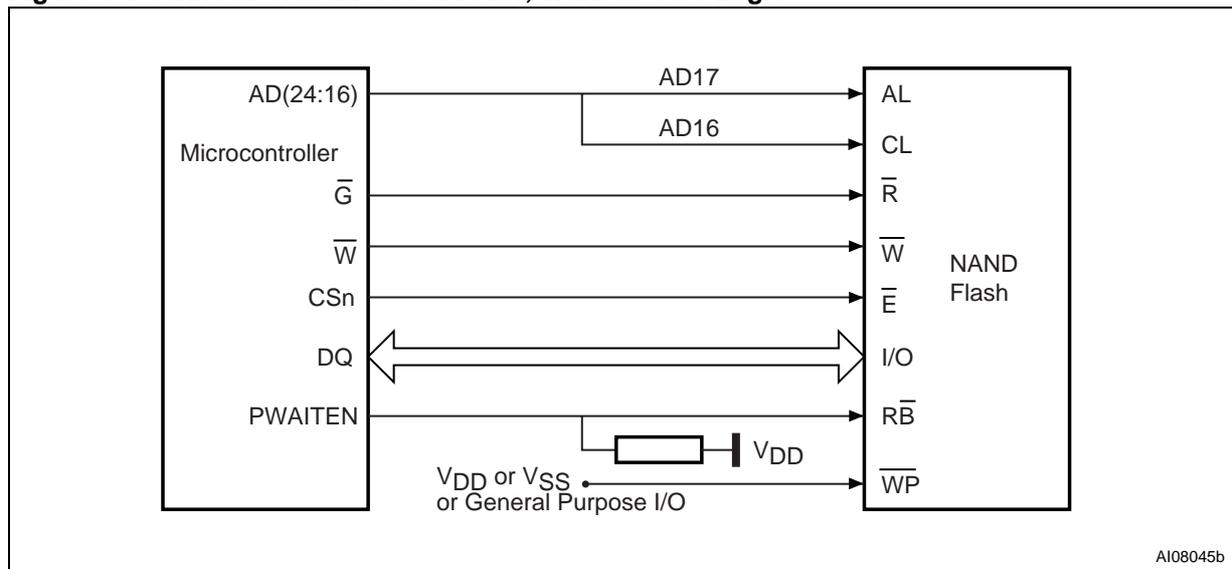 AD(24:16)
AD17
AL
AD16
CL
Microcontroller
G̅
R̅
W̅
W̅
NAND
Flash
CSn
E̅
DQ
I/O
PWAITEN
RB̅
VDD
VDD or VSS
or General Purpose I/O
W̅P̅
AI08045b